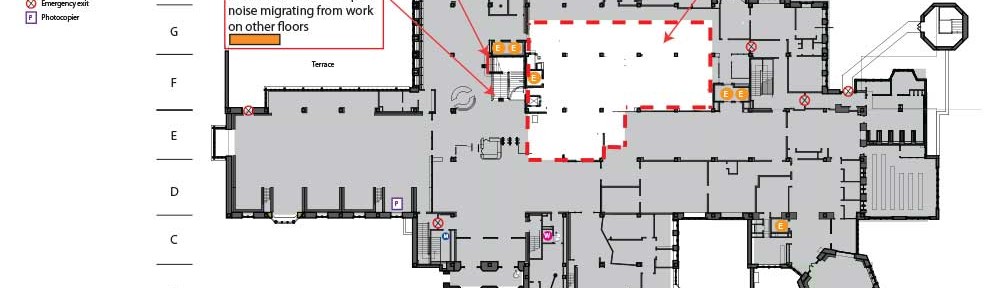 Emergency exit
P Photocopier
noise migrating from work
on other floors
Terrace
G
F
E
D
C
E E
E
E E
P
E